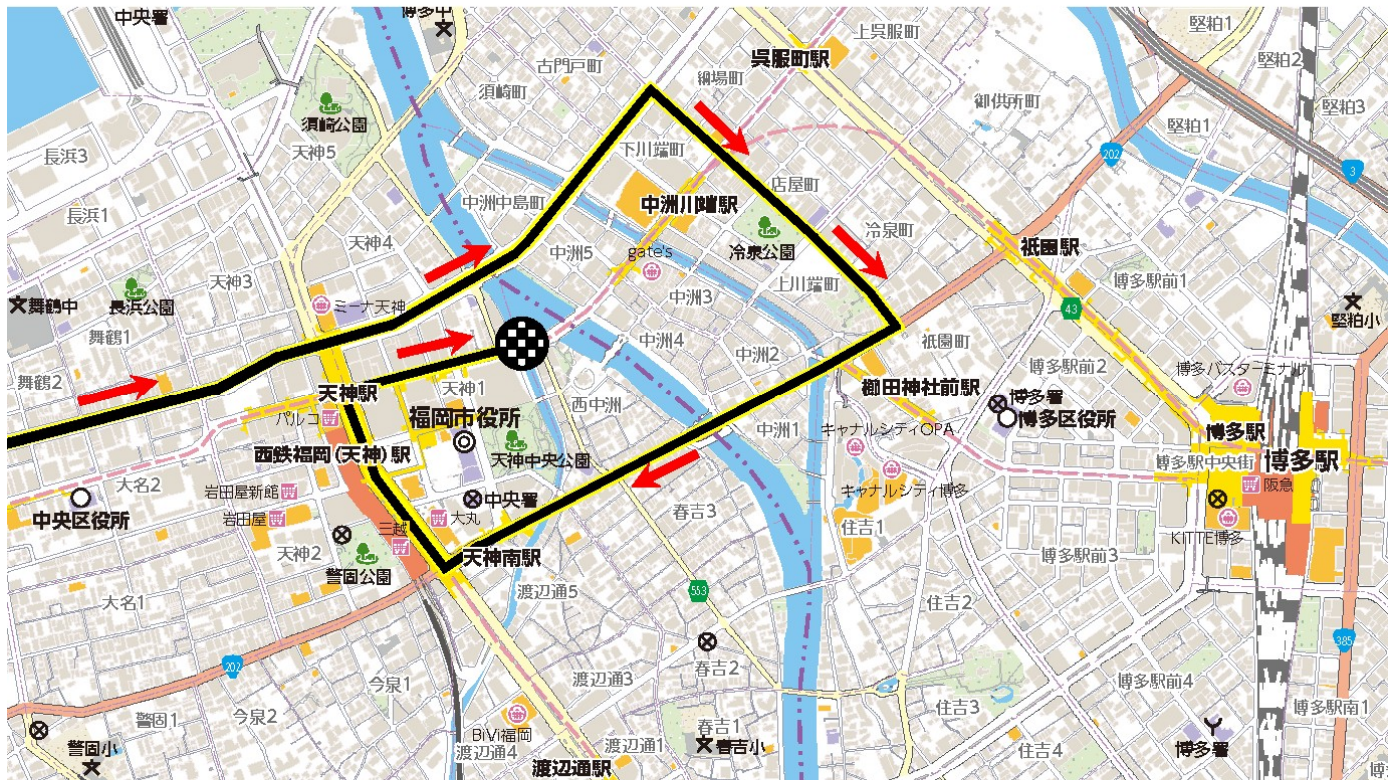 中央署
博多中
上呉服町
堅粕1
古門戸町
呉服町駅
堅粕2
綱場町
須崎町
御供所町
堅粕3
須崎公園
堅粕1
長浜3
天神5
下川端町
202
3
店屋町
中洲川端駅
中洲中島町
長浜1
冷泉町
天神4
祇園駅
中洲5
gate's
冷泉公園
天神3
上川端町
博多駅前1
舞鶴中
長浜公園
ミーナ天神
中洲3
43
堅粕小
舞鶴1
中洲4
祇園町
中洲2
博多駅前2
舞鶴2
博多バスターミナル
天神駅
天神1
櫛田神社前駅
博多署
西中洲
パルコ
福岡市役所
博多区役所
中洲1
キャナルシティOPA
博多駅
西鉄福岡(天神)駅
天神中央公園
博多駅中央街
博多駅
大名2
岩田屋新館
キャナルシティ博多
阪急
中央区役所
中央署
岩田屋
大丸
春吉3
三越
住吉1
KITTE博多
天神2
天神南駅
博多駅前3
警固公園
渡辺通5
553
大名1
住吉2
春吉2
385
202
渡辺通3
今泉1
博多駅前4
住吉3
今泉2
警固1
春吉1
博多駅南1
BiVi福岡
警固小
渡辺通4
渡辺通1
春吉小
住吉4
博多署
渡辺通駅
博